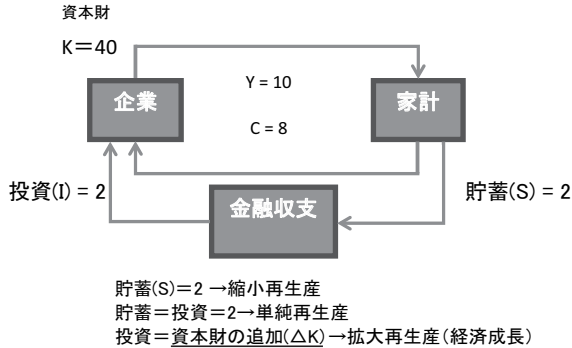 資本財
K＝40
企業
Y = 10
家計
C = 8
投資(I) = 2
金融収支
貯蓄(S) = 2
貯蓄(S)＝2 →縮小再生産
貯蓄＝投資＝2→単純再生産
投資＝資本財の追加(△K)→拡大再生産(経済成長)